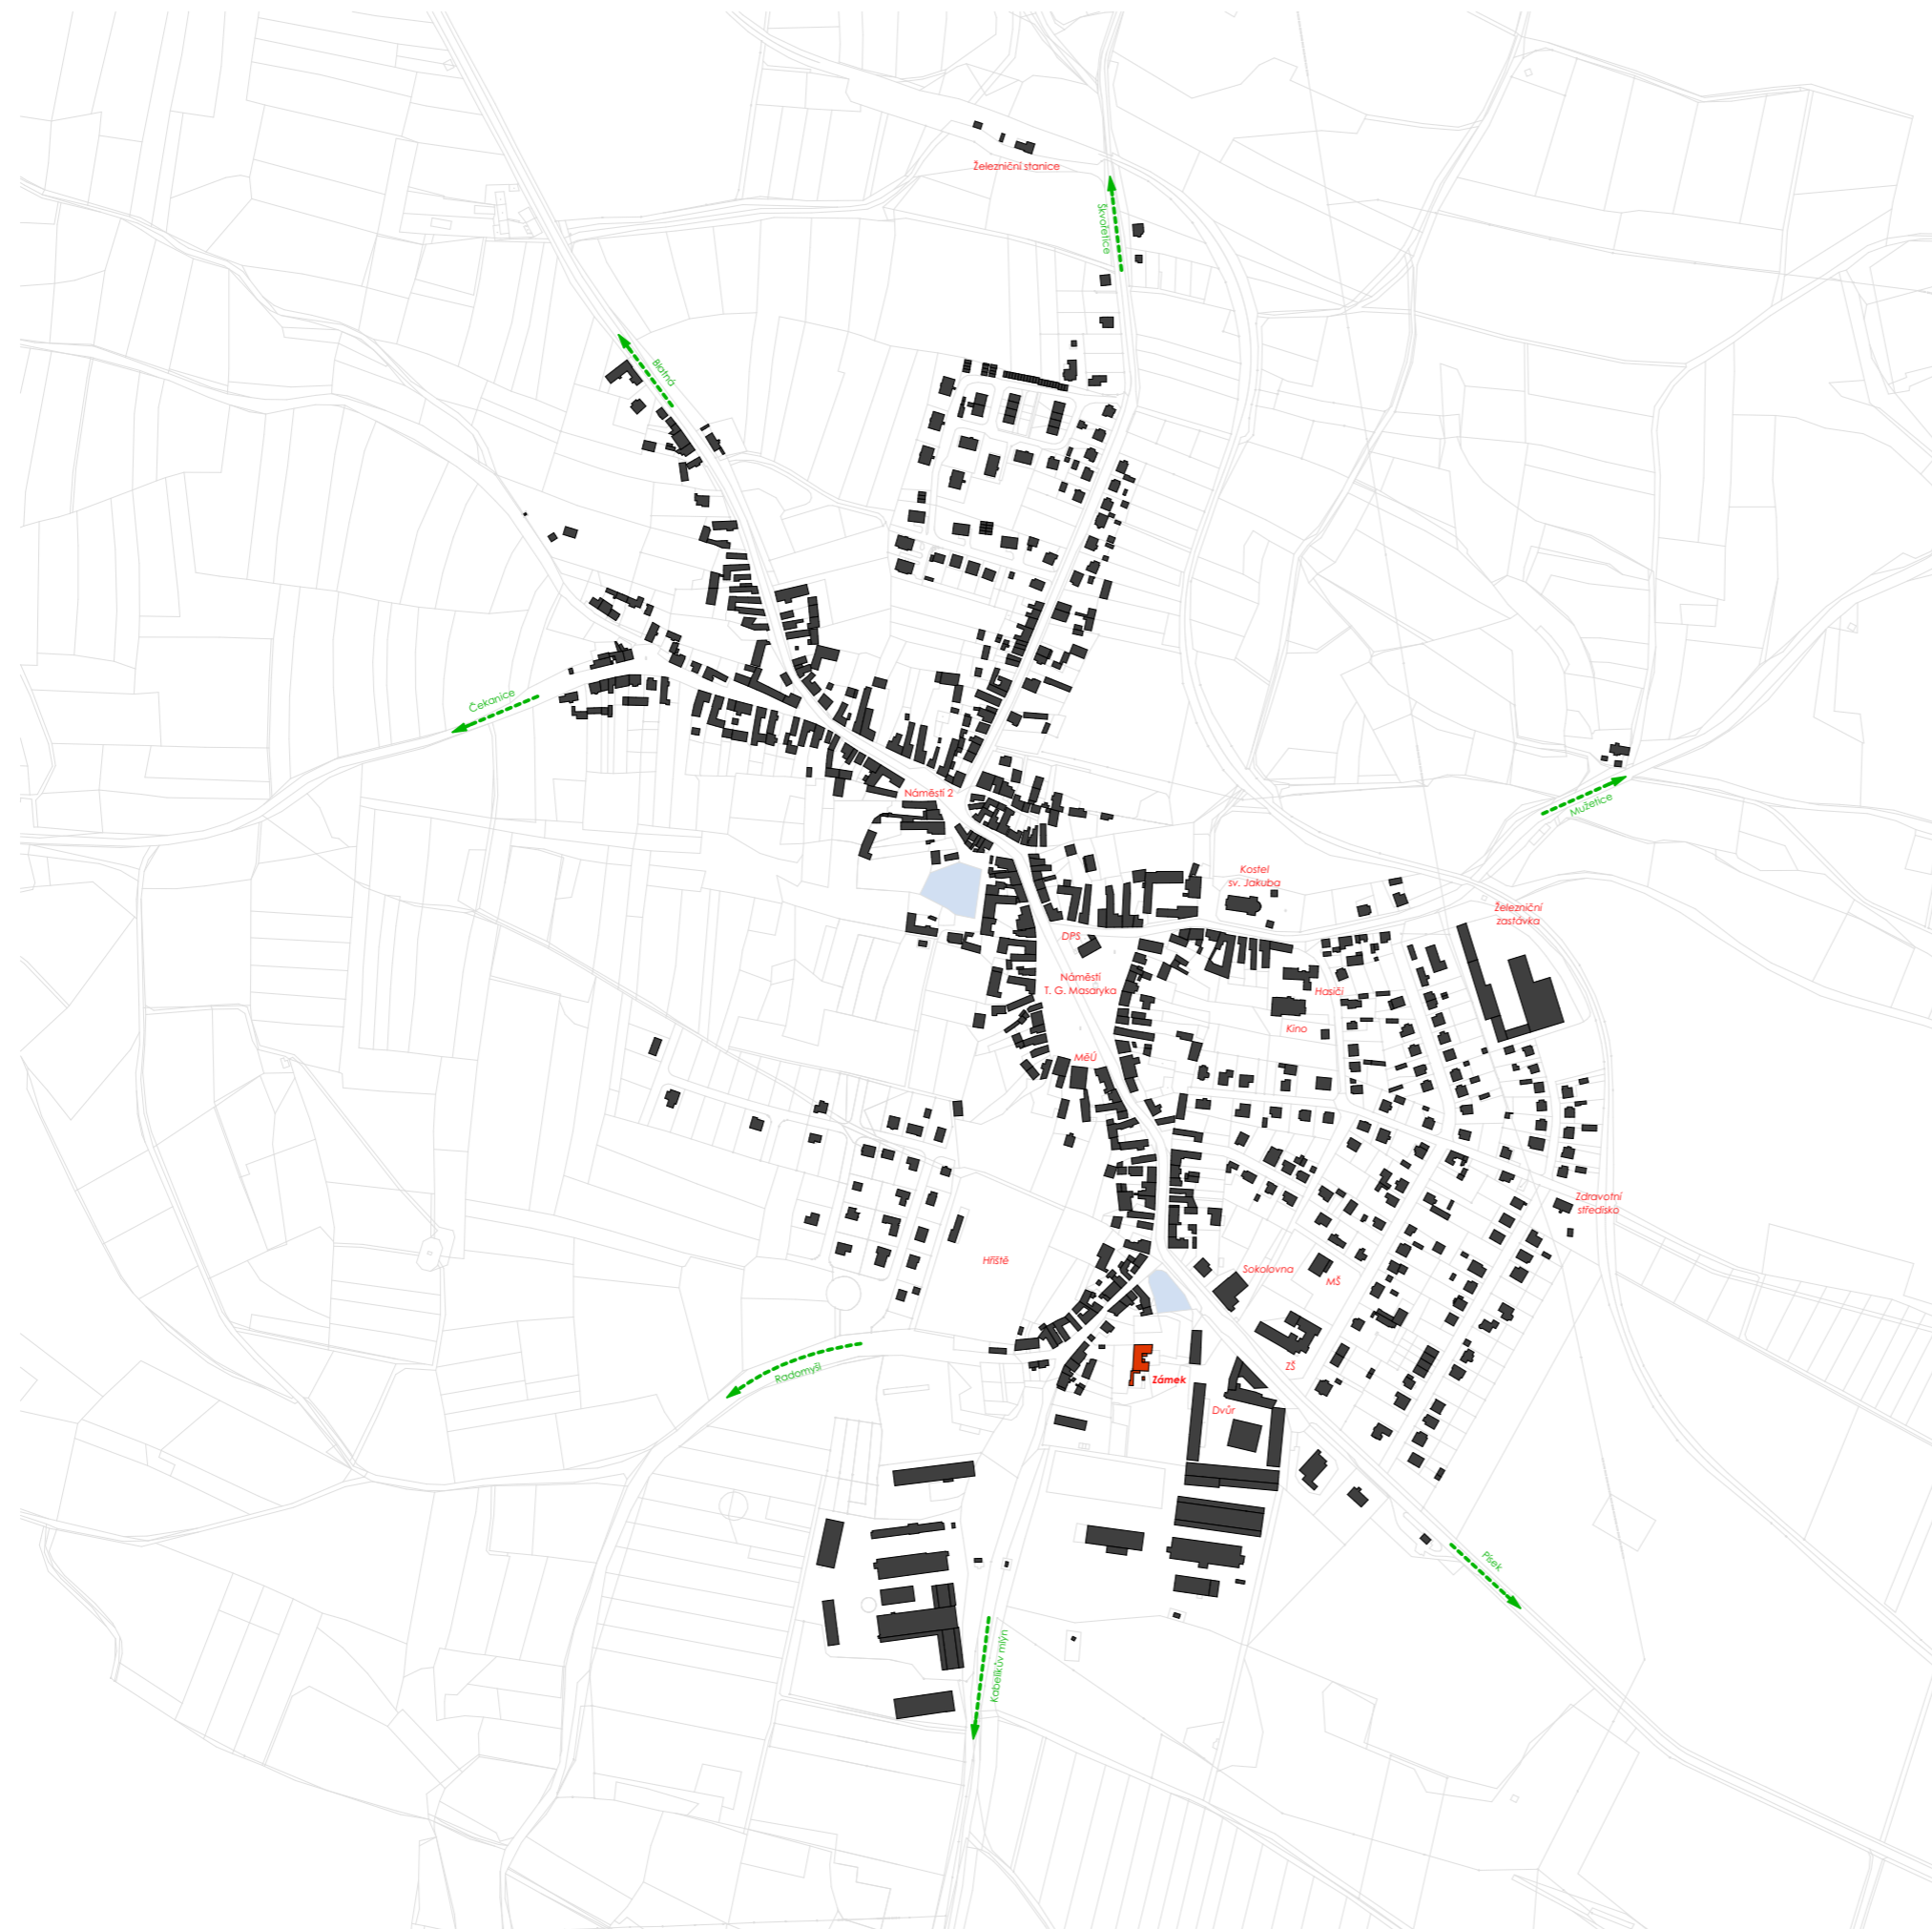 Železniční stanice
Škvořetice
Blatná
Čekanice
Náměstí 2
Mužetice
Kostel
sv. Jakuba
Železniční
zastávka
DPS
Náměstí
T. G. Masaryka
Hasiči
Kino
MěÚ
Zdravotní
středisko
Hřiště
Sokolovna
MŠ
ZŠ
Radomyšl
Zámek
Dvůr
Písek
Kabelíkův mlýn